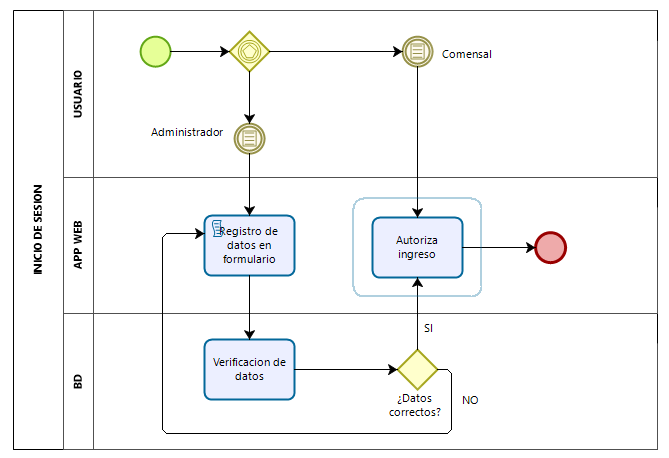 INICIO DE SESION
USUARIO
Comensal
Administrador
APP WEB
Registro de
datos en
formulario
Autoriza
ingreso
SI
BD
Verificacion de
datos
¿Datos
correctos?
NO